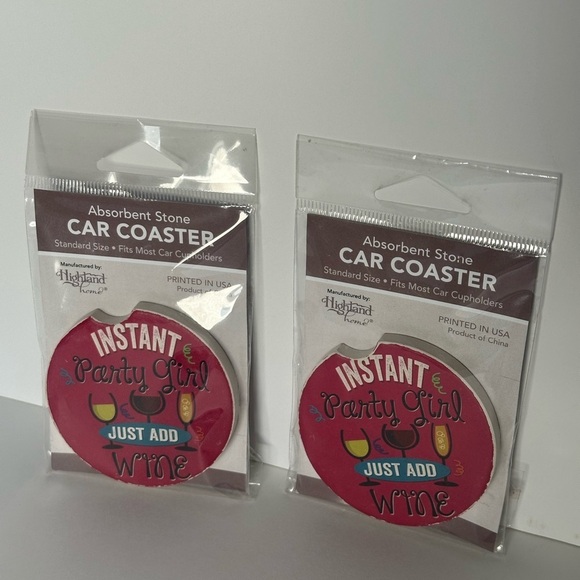 Absorbent Stone
CAR COASTER
Standard Size • Fits Most Car Cupholders
Manufactured by:
Highland
home®
PRINTED IN USA
Product of
INSTANT
Party Girl
JUST ADD
WINE
Absorbent Stone
CAR COASTER
Standard Size • Fits Most Car Cupholders
Manufactured by:
Highland
home®
PRINTED IN USA
Product of China
INSTANT
Party Girl
JUST ADD
WINE